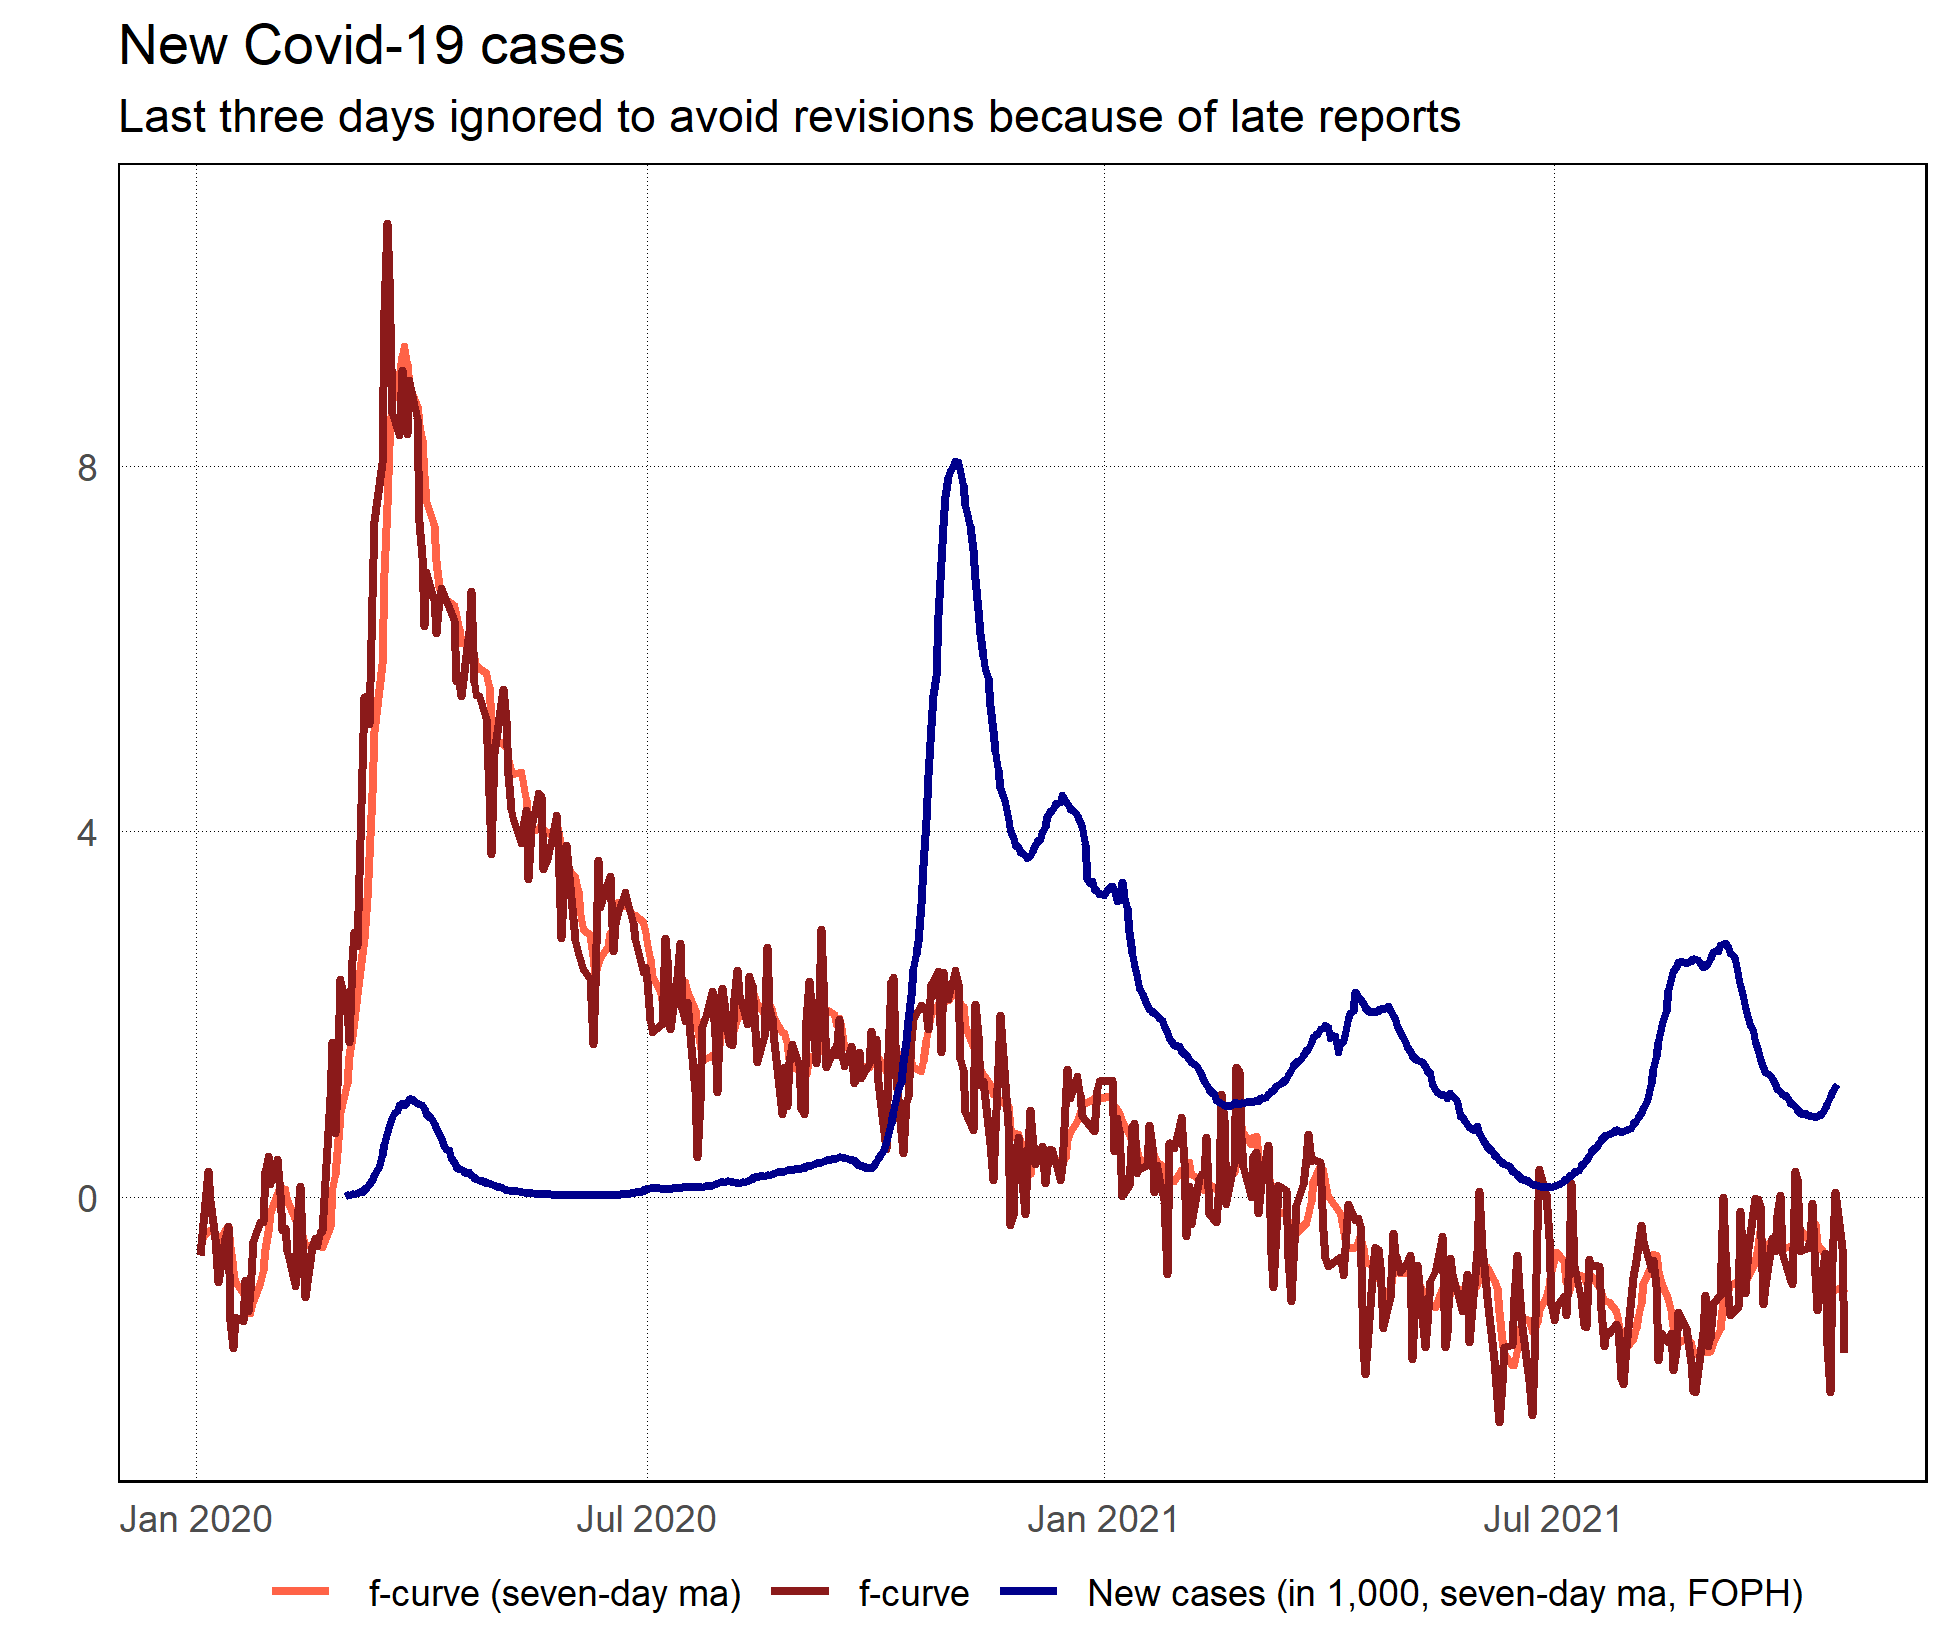 New Covid-19 cases
Last three days ignored to avoid revisions because of late reports
8
4
0
Jan 2020 Jul 2020 Jan 2021 Jul 2021
f-curve (seven-day ma) f-curve New cases (in 1,000, seven-day ma, FOPH)